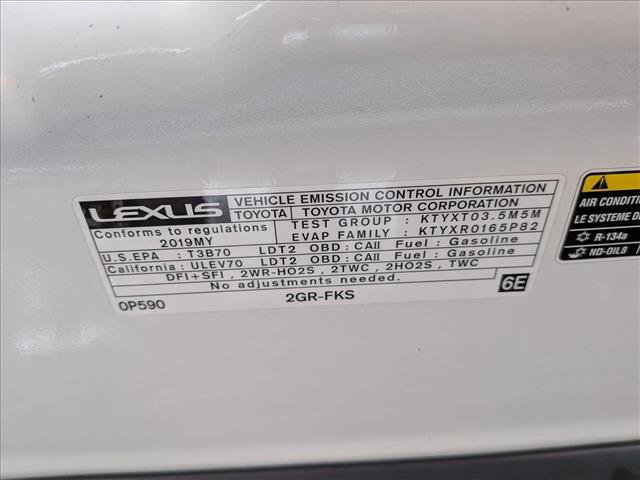 LEXUS
VEHICLE EMISSION CONTROL INFORMATION
TOYOTA TOYOTA MOTOR CORPORATION
Conforms to regulations
2019MY
TEST GROUP : KTYXT03.5M5M
EVAP FAMILY : KTYXR0165P82
U.S.EPA : T3B70 LDT2 OBD : CAII Fuel : Gasoline
California : ULEV70 LDT2 OBD : CAII Fuel : Gasoline
DFI+SFI , 2WR-HO2S , 2TWC , 2HO2S , TWC
No adjustments needed.
6E
0P590
2GR-FKS
AIR CONDITI
LE SYSTEME D
R-134a
ND-OIL8